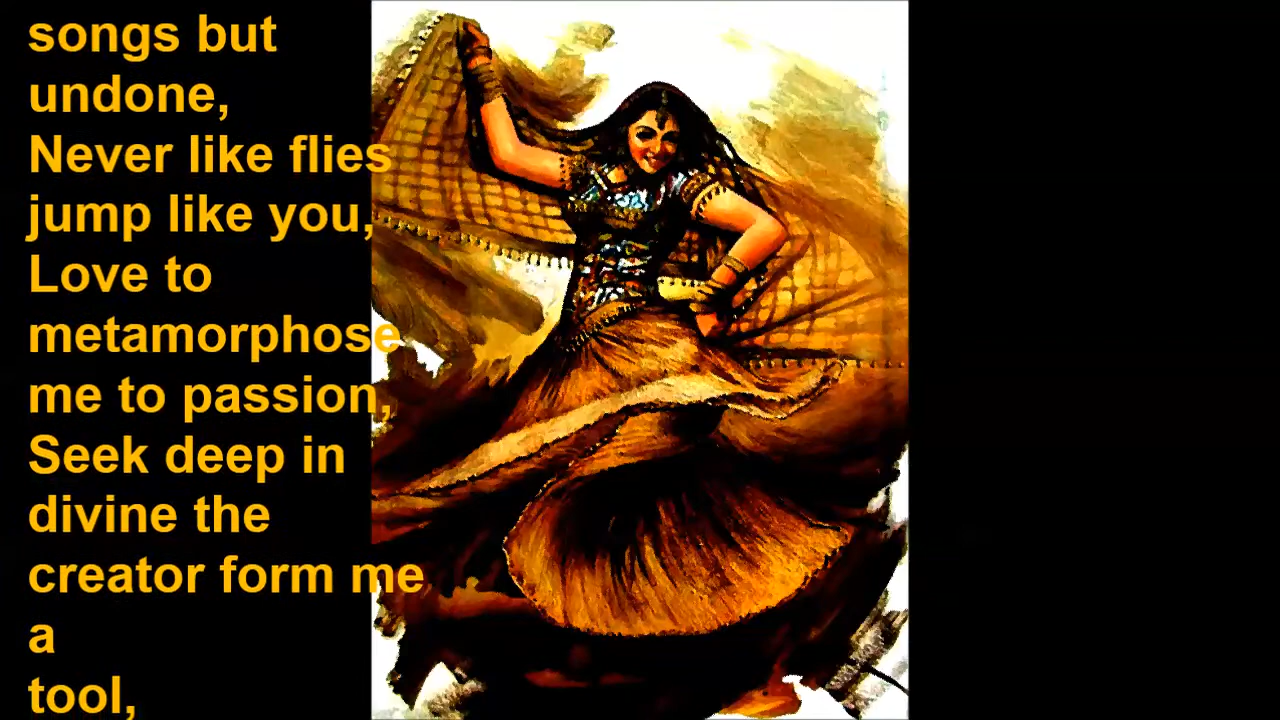 songs but
undone,
Never like flies
jump like you,
Love to
metamorphose
me to passion,
Seek deep in
divine the
creator form me
a
tool,